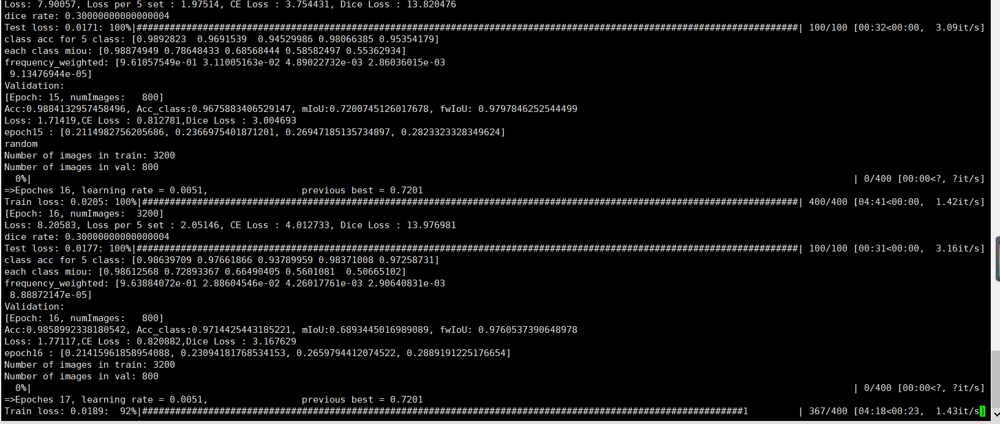 Loss: 7.90057, Loss per 5 set : 1.97514, CE Loss : 3.754431, Dice Loss : 13.820476
dice rate: 0.30000000000000004
Test loss: 0.0171: 100%|########################################################################################################################| 100/100 [00:32<00:00,  3.09it/s]
class acc for 5 class: [0.9892823  0.9691539  0.94529986 0.98066385 0.95354179]
each class miou: [0.98874949 0.78648433 0.68568444 0.58582497 0.55362934]
frequency_weighted: [9.61057549e-01 3.11005163e-02 4.89022732e-03 2.86036015e-03
 9.13476944e-05]
Validation:
[Epoch: 15, numImages:   800]
Acc:0.9884132957458496, Acc_class:0.9675883406529147, mIoU:0.7200745126017678, fwIoU: 0.9797846252544499
Loss: 1.71419,CE Loss : 0.812781,Dice Loss : 3.004693
epoch15 : [0.2114982756205686, 0.2366975401871201, 0.26947185135734897, 0.2823323328349624]
random
Number of images in train: 3200
Number of images in val: 800
  0%|                                                                                                                        | 0/400 [00:00<?, ?it/s]
=>Epoches 16, learning rate = 0.0051,                 previous best = 0.7201
Train loss: 0.0205: 100%|#######################################################################################################################| 400/400 [04:41<00:00,  1.42it/s]
[Epoch: 16, numImages:  3200]
Loss: 8.20583, Loss per 5 set : 2.05146, CE Loss : 4.012733, Dice Loss : 13.976981
dice rate: 0.30000000000000004
Test loss: 0.0177: 100%|########################################################################################################################| 100/100 [00:31<00:00,  3.16it/s]
class acc for 5 class: [0.98639709 0.97661866 0.93789959 0.98371008 0.97258731]
each class miou: [0.98612568 0.72893367 0.66490405 0.5601081  0.50665102]
frequency_weighted: [9.63884072e-01 2.88604546e-02 4.26017761e-03 2.90640831e-03
 8.88872147e-05]
Validation:
[Epoch: 16, numImages:   800]
Acc:0.9858992338180542, Acc_class:0.9714425443185221, mIoU:0.6893445016989089, fwIoU: 0.9760537390648978
Loss: 1.77117,CE Loss : 0.820882,Dice Loss : 3.167629
epoch16 : [0.21415961858954088, 0.23094181768534153, 0.2659794412074522, 0.2889191225176654]
Number of images in train: 3200
Number of images in val: 800
  0%|                                                                                                                        | 0/400 [00:00<?, ?it/s]
=>Epoches 17, learning rate = 0.0051,                 previous best = 0.7201
Train loss: 0.0189:  92%|#############################################################################################################1         | 367/400 [04:18<00:23,  1.43it/s]